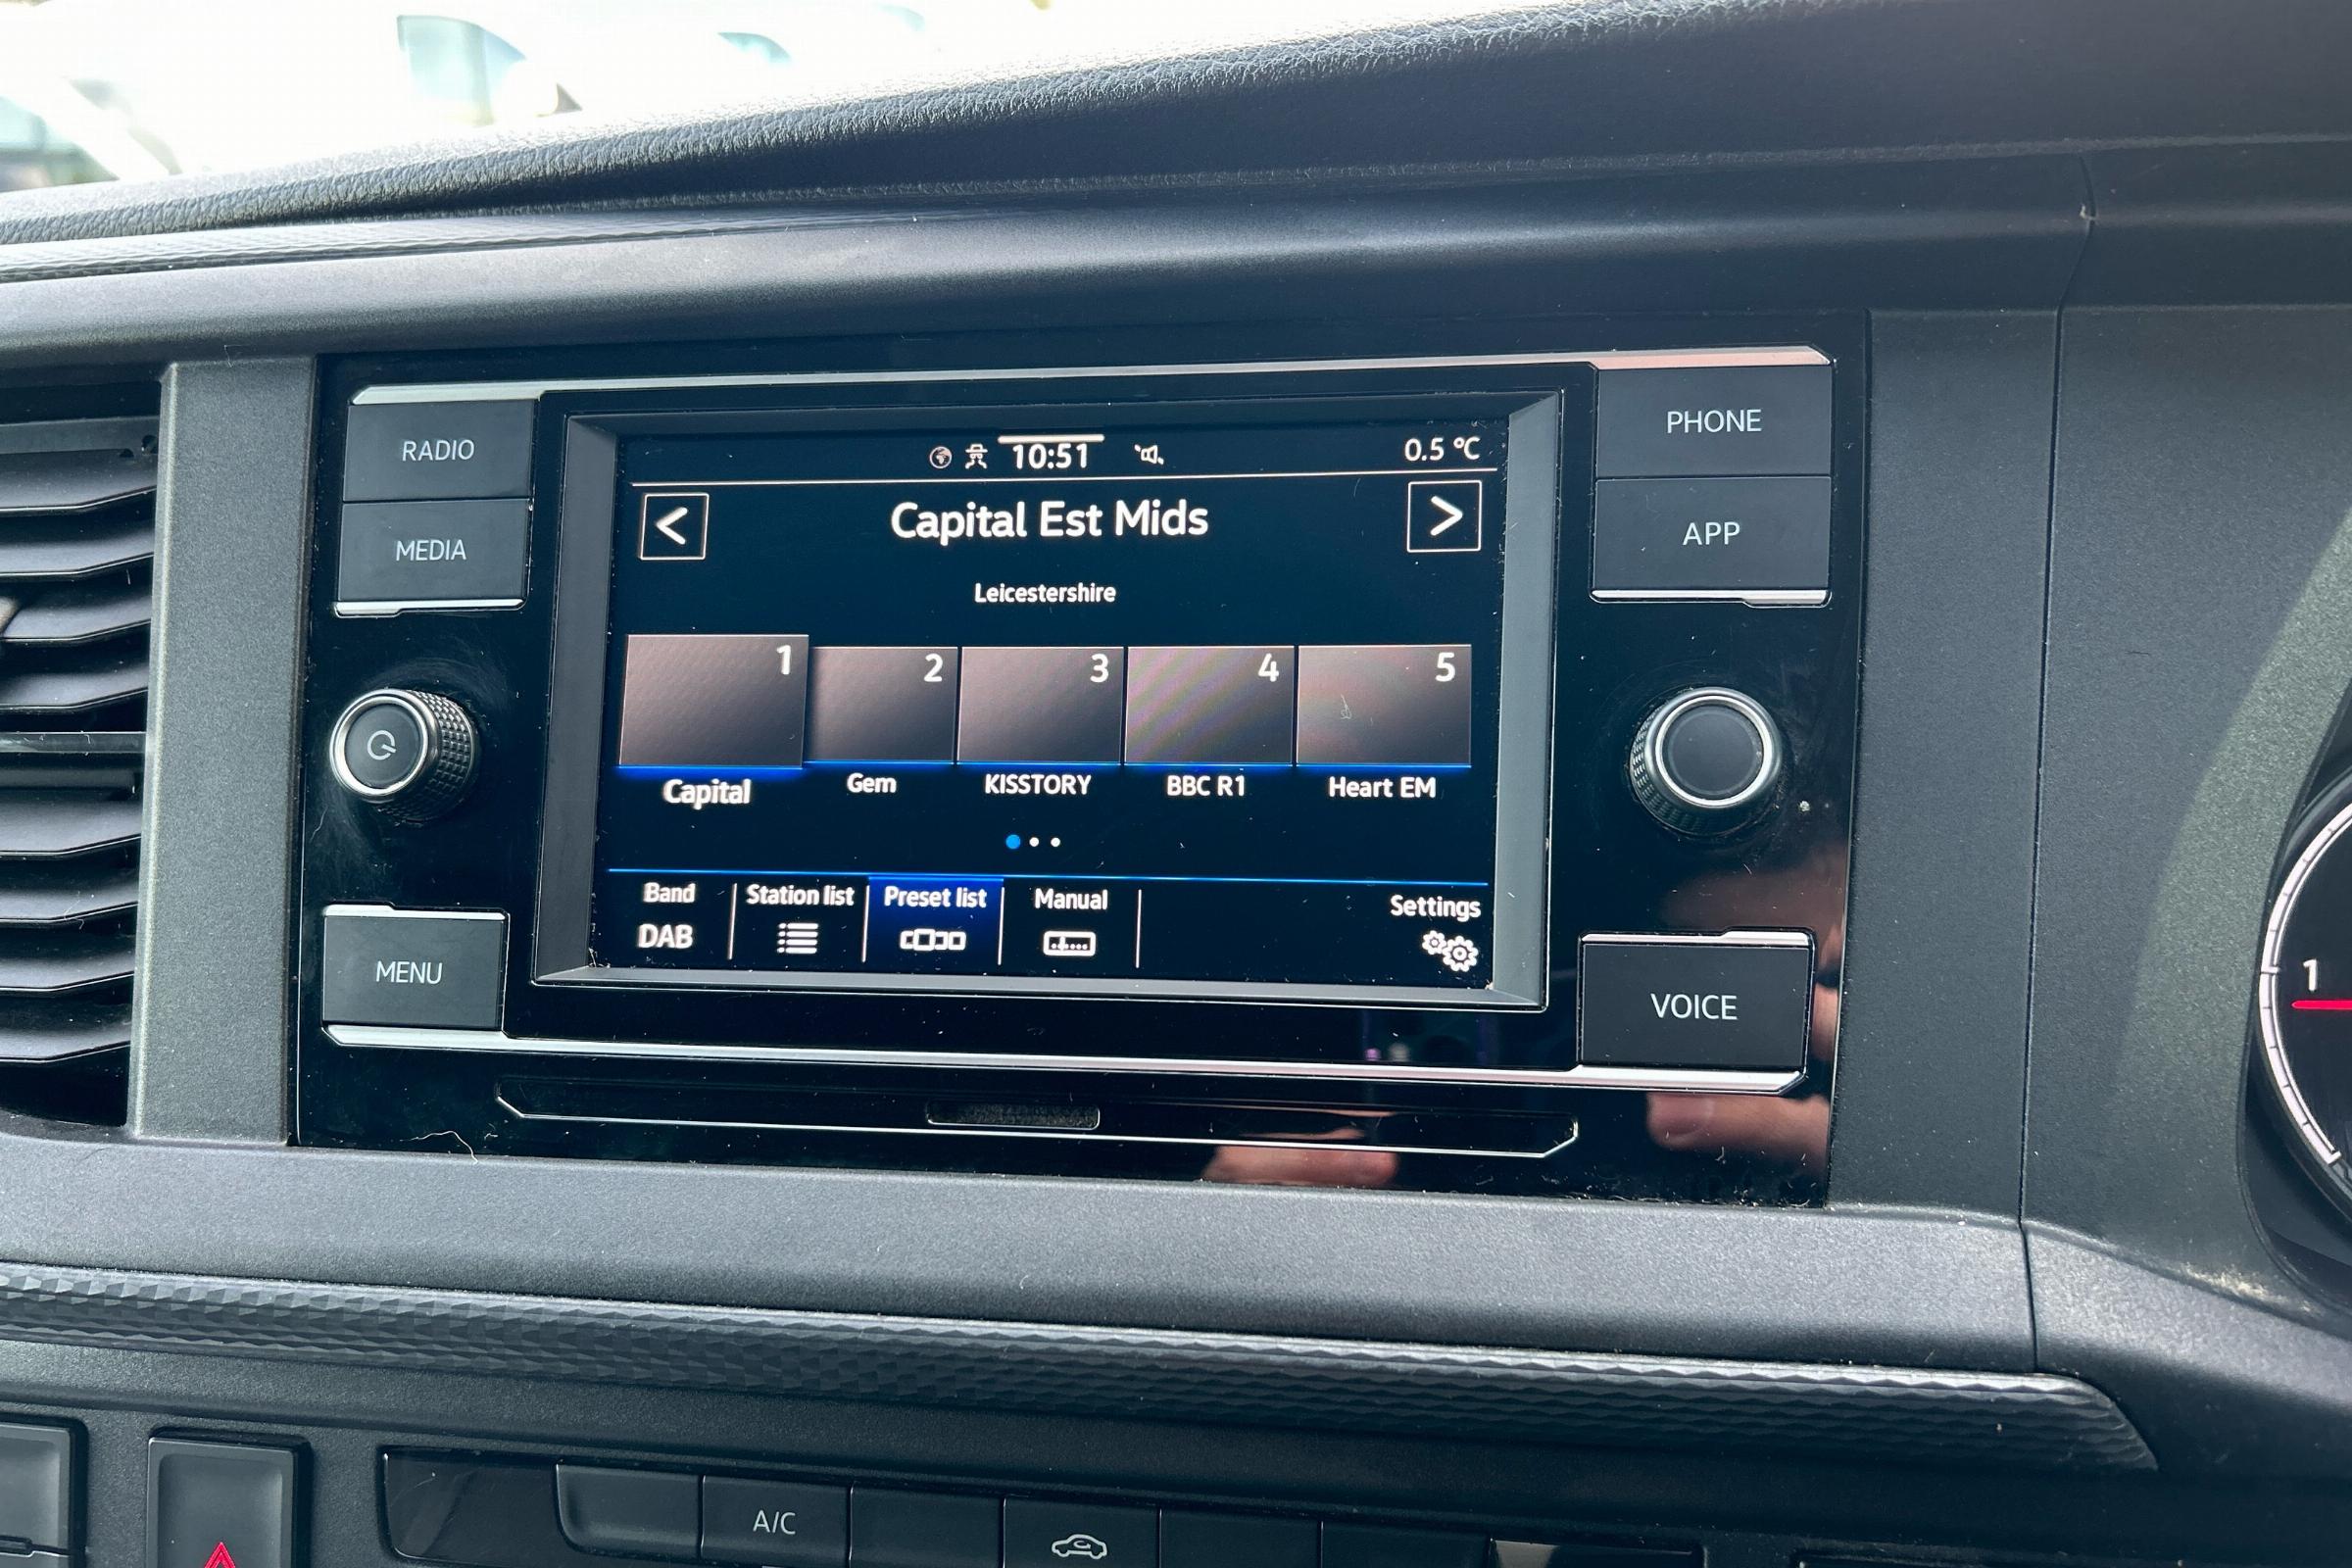 RADIO
MEDIA
MENU
PHONE
APP
VOICE
10:51
0.5 °C
<
Capital Est Mids
>
Leicestershire
1
2
3
4
5
Capital
Gem
KISSTORY
BBC R1
Heart EM
Band
Station list
Preset list
Manual
Settings
DAB
1
A/C